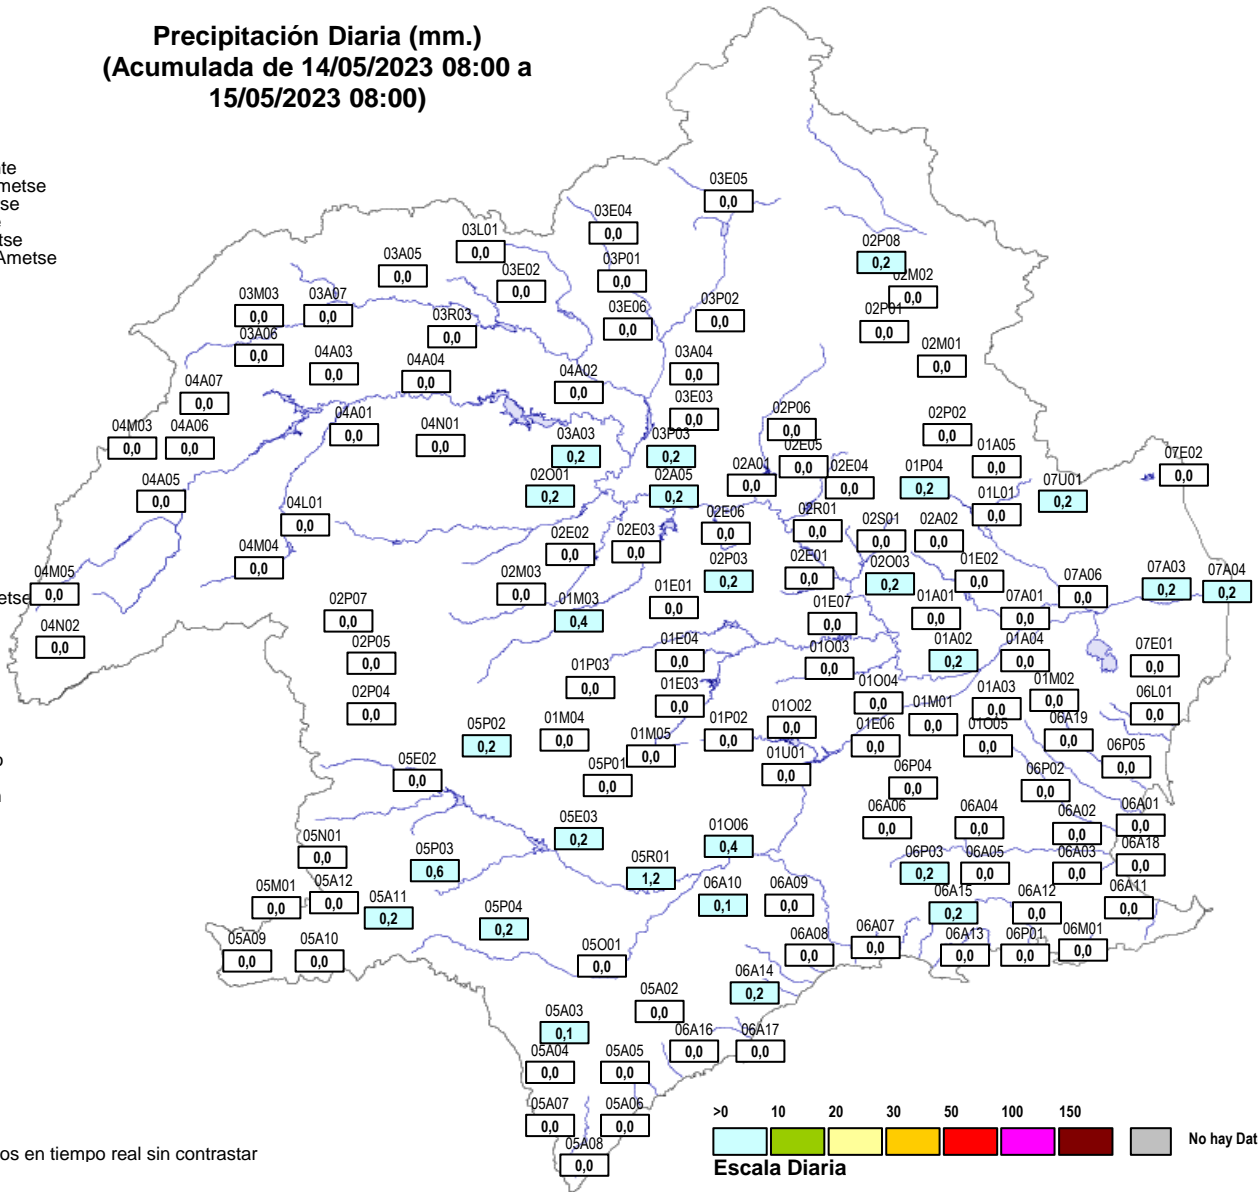 Precipitación Diaria (mm.)
(Acumulada de 14/05/2023 08:00 a
15/05/2023 08:00)
nte
metse
tse
e
tse
Ametse
03E05
0,0
03E04
0,0
03L01
0,0
03A05
0,0
03E02
0,0
03P01
0,0
02P08
0,2
02M02
0,0
03M03
0,0
03A07
0,0
03R03
0,0
03E06
0,0
03P02
0,0
02P01
0,0
03A06
0,0
04A03
0,0
04A04
0,0
04A02
0,0
03A04
0,0
02M01
0,0
04A07
0,0
03E03
0,0
04M03
0,0
04A06
0,0
04A01
0,0
04N01
0,0
03A03
0,2
03P03
0,2
02P06
0,0
02P02
0,0
02E05
0,0
01A05
0,0
07E02
0,0
04A05
0,0
02O01
0,2
02A05
0,2
02A01
0,0
02E04
0,0
01P04
0,2
07U01
0,2
04L01
0,0
01L01
0,0
02E06
0,0
02R01
0,0
02S01
0,0
02A02
0,0
04M04
0,0
02E02
0,0
02E03
0,0
04M05
0,0
etse
02M03
0,0
02P03
0,2
02E01
0,0
02O03
0,2
01E02
0,0
07A06
0,0
07A03
0,2
07A04
0,2
02P07
0,0
01M03
0,4
01E01
0,0
01E07
0,0
01A01
0,0
07A01
0,0
04N02
0,0
02P05
0,0
01E04
0,0
01O03
0,0
01A02
0,2
01A04
0,0
07E01
0,0
01P03
0,0
01E03
0,0
01O04
0,0
01A03
0,0
01M02
0,0
06L01
0,0
02P04
0,0
05P02
0,2
01M04
0,0
01M05
0,0
01P02
0,0
01O02
0,0
01E06
0,0
01M01
0,0
01O05
0,0
06A19
0,0
06P05
0,0
o
n
05E02
0,0
05P01
0,0
01U01
0,0
06P04
0,0
06P02
0,0
05E03
0,2
01O06
0,4
06A06
0,0
06A04
0,0
06A02
0,0
06A01
0,0
05N01
0,0
05P03
0,6
05R01
1,2
06P03
0,2
06A05
0,0
06A03
0,0
06A18
0,0
05M01
0,0
05A12
0,0
05A11
0,2
05P04
0,2
06A10
0,1
06A09
0,0
06A15
0,2
06A12
0,0
06A11
0,0
05A09
0,0
05A10
0,0
05O01
0,0
06A08
0,0
06A07
0,0
06A13
0,0
06P01
0,0
06M01
0,0
06A14
0,2
05A02
0,0
05A03
0,1
06A16
0,0
06A17
0,0
05A04
0,0
05A05
0,0
05A07
0,0
05A06
0,0
05A08
0,0
>0 10 20 30 50 100 150
No hay Dat
Escala Diaria
os en tiempo real sin contrastar